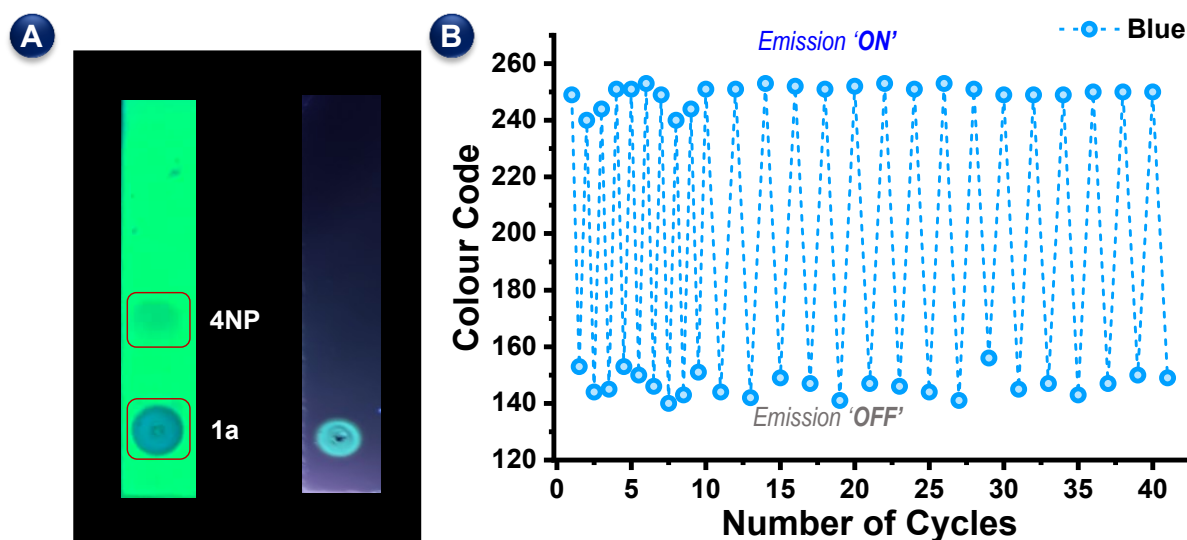 A
4NP
1a
B
Emission 'ON'
Blue
Colour Code
260
240
220
200
180
160
140
120
Emission 'OFF'
0 5 10 15 20 25 30 35 40
Number of Cycles